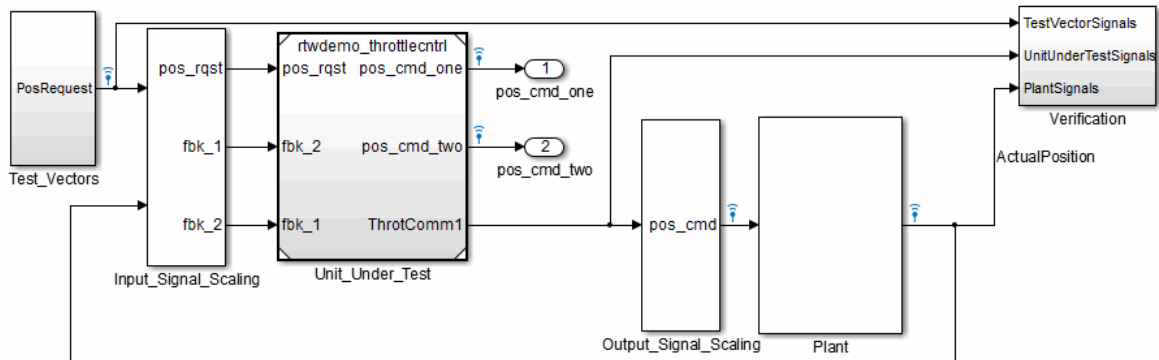 PosRequest
Test_Vectors
pos_rqst
fbk_1
fbk_2
Input_Signal_Scaling
rtwdemo_throttlecntrl
pos_rqst pos_cmd_one
fbk_2 pos_cmd_two
fbk_1 ThrotComm1
Unit_Under_Test
1
pos_cmd_one
2
pos_cmd_two
pos_cmd
Output_Signal_Scaling
Plant
ActualPosition
TestVectorSignals
UnitUnderTestSignals
PlantSignals
Verification